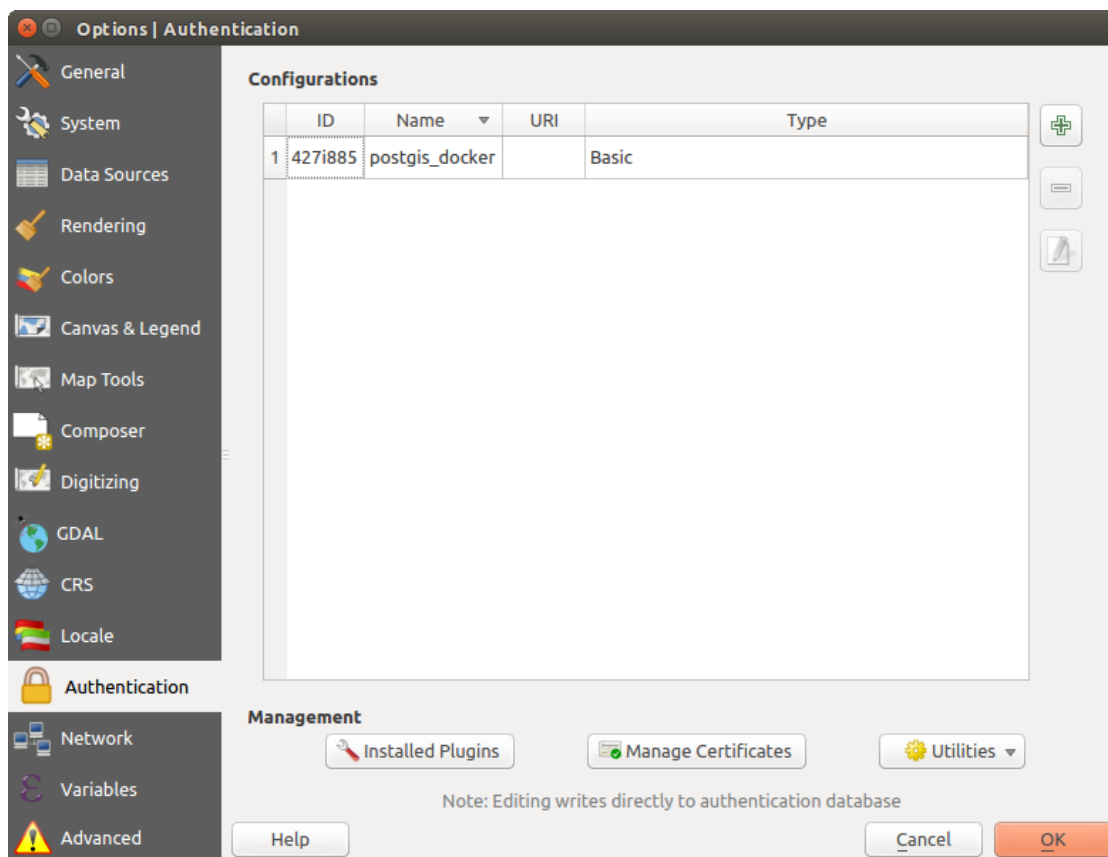 Options | Authentication
General
System
Data Sources
Rendering
Colors
Canvas & Legend
Map Tools
Composer
Digitizing
GDAL
CRS
Locale
Authentication
Network
Variables
Advanced
Configurations
ID Name URI Type
1 427i885 postgis_docker Basic
Management
Installed Plugins Manage Certificates Utilities
Note: Editing writes directly to authentication database
Help Cancel OK